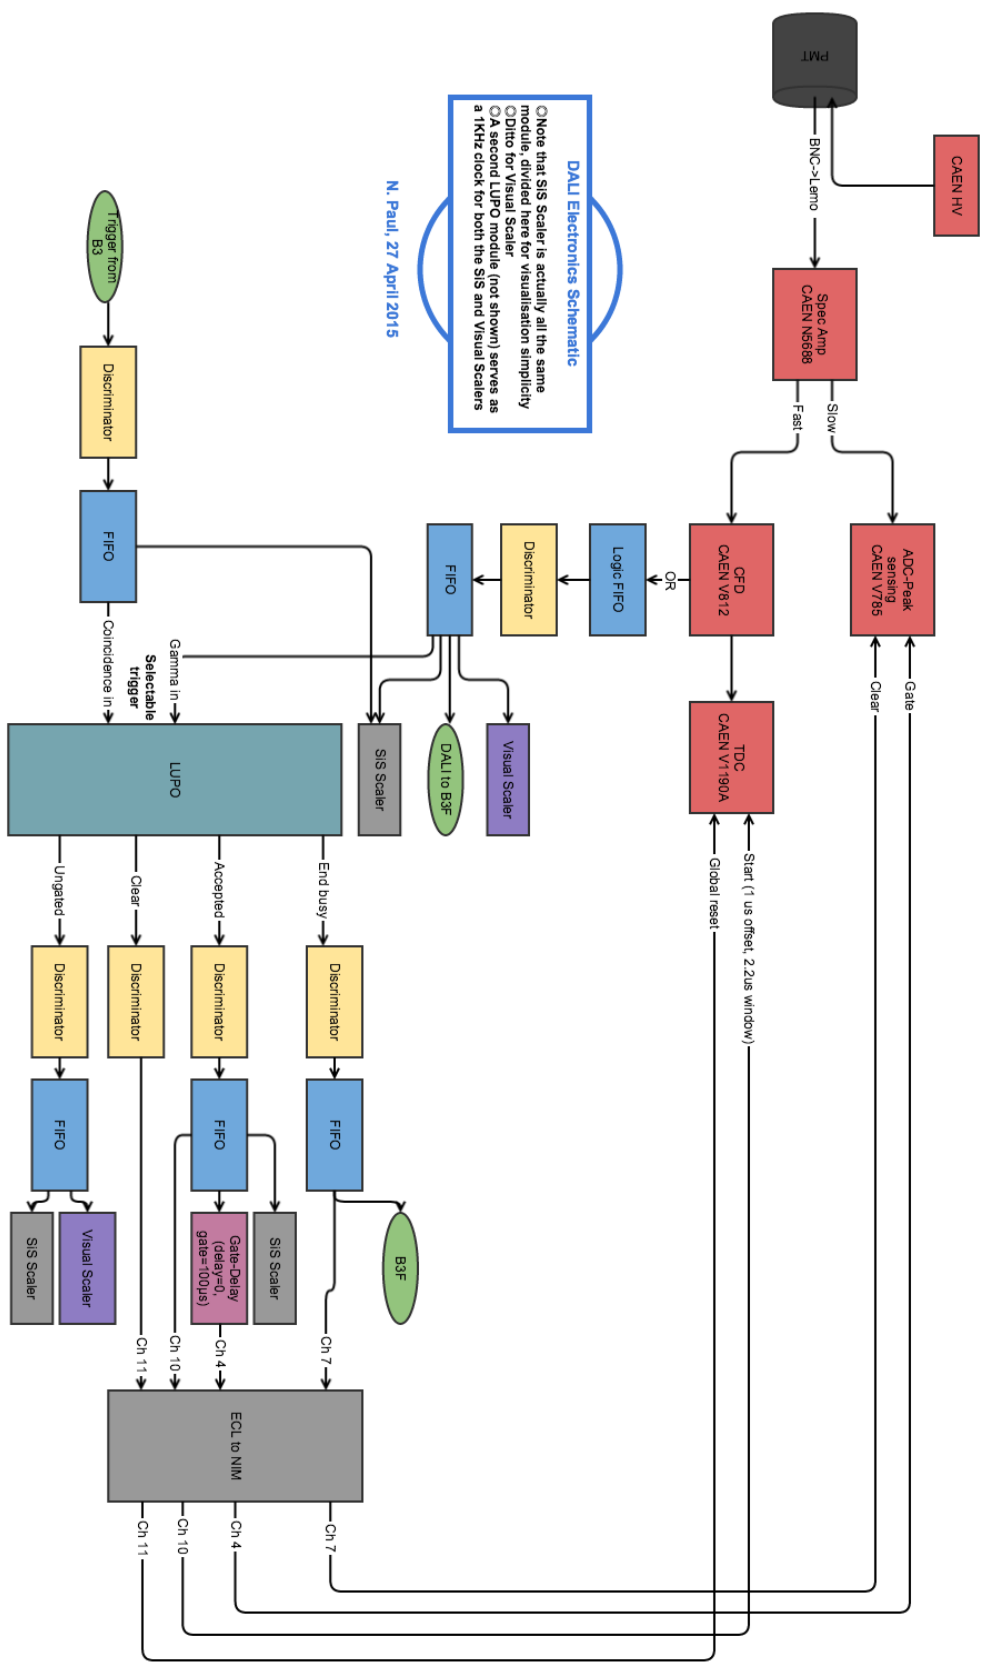 DALI Electronics Schematic
○Note that SiS Scaler is actually all the same
module, divided here for visualisation simplicity
○Ditto for Visual Scaler
○A second LUPO module (not shown) serves as
a 1KHz clock for both the SiS and Visual Scalers
N. Paul, 27 April 2015
PMT
CAEN HV
BNC->Lemo
Spec Amp
CAEN N568B
Slow
Fast
ADC-Peak
sensing
CAEN V785
Gate
Clear
CFD
CAEN V812
TDC
CAEN V1190A
Start (1 us offset, 2.2us window)
Global reset
OR
Logic FIFO
Discriminator
FIFO
Visual Scaler
DALI to B3F
SiS Scaler
Trigger from
B3
Discriminator
FIFO
Gamma in
Selectable
trigger
Coincidence in
LUPO
End busy
Accepted
Clear
Ungated
Discriminator
Discriminator
Discriminator
Discriminator
FIFO
FIFO
FIFO
B3F
SiS Scaler
Gate-Delay
(delay=0,
gate=100µs)
Visual Scaler
SiS Scaler
Ch 7
Ch 4
Ch 10
Ch 11
ECL to NIM
Ch 7
Ch 4
Ch 10
Ch 11